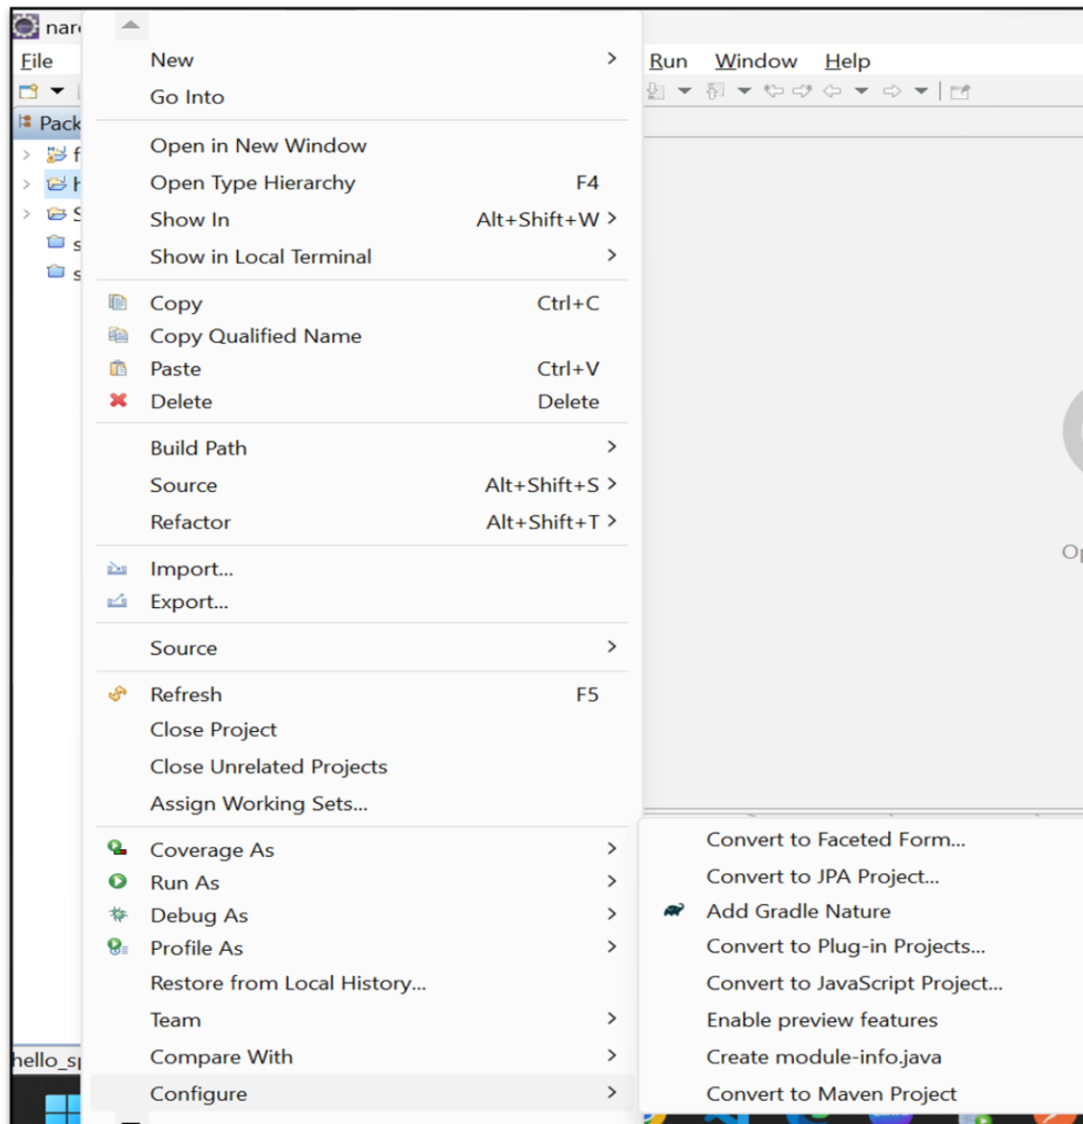 nar
File
Run Window Help
Pack
f
h
S
s
s
New
Go Into
Open in New Window
Open Type Hierarchy F4
Show In Alt+Shift+W
Show in Local Terminal
Copy Ctrl+C
Copy Qualified Name
Paste Ctrl+V
Delete Delete
Build Path
Source Alt+Shift+S
Refactor Alt+Shift+T
Import...
Export...
Source
Refresh F5
Close Project
Close Unrelated Projects
Assign Working Sets...
Coverage As
Run As
Debug As
Profile As
Restore from Local History...
Team
Compare With
Configure
Convert to Faceted Form...
Convert to JPA Project...
Add Gradle Nature
Convert to Plug-in Projects...
Convert to JavaScript Project...
Enable preview features
Create module-info.java
Convert to Maven Project
Op
hello_sp